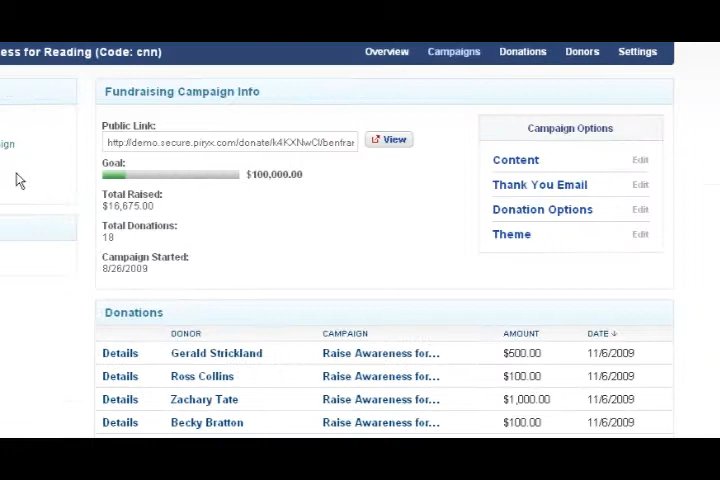 ess for Reading (Code: cnn)
Overview Campaigns Donations Donors Settings
Fundraising Campaign Info
aign
Public Link:
http://demo.secure.piryx.com/donate/k4KXNwCl/benfrar View
Goal:
$100,000.00
Total Raised:
$16,675.00
Total Donations:
18
Campaign Started:
8/26/2009
Campaign Options
Content Edit
Thank You Email Edit
Donation Options Edit
Theme Edit
Donations
DONOR CAMPAIGN AMOUNT DATE
Details Gerald Strickland Raise Awareness for... $500.00 11/6/2009
Details Ross Collins Raise Awareness for... $100.00 11/6/2009
Details Zachary Tate Raise Awareness for... $1,000.00 11/6/2009
Details Becky Bratton Raise Awareness for... $100.00 11/6/2009